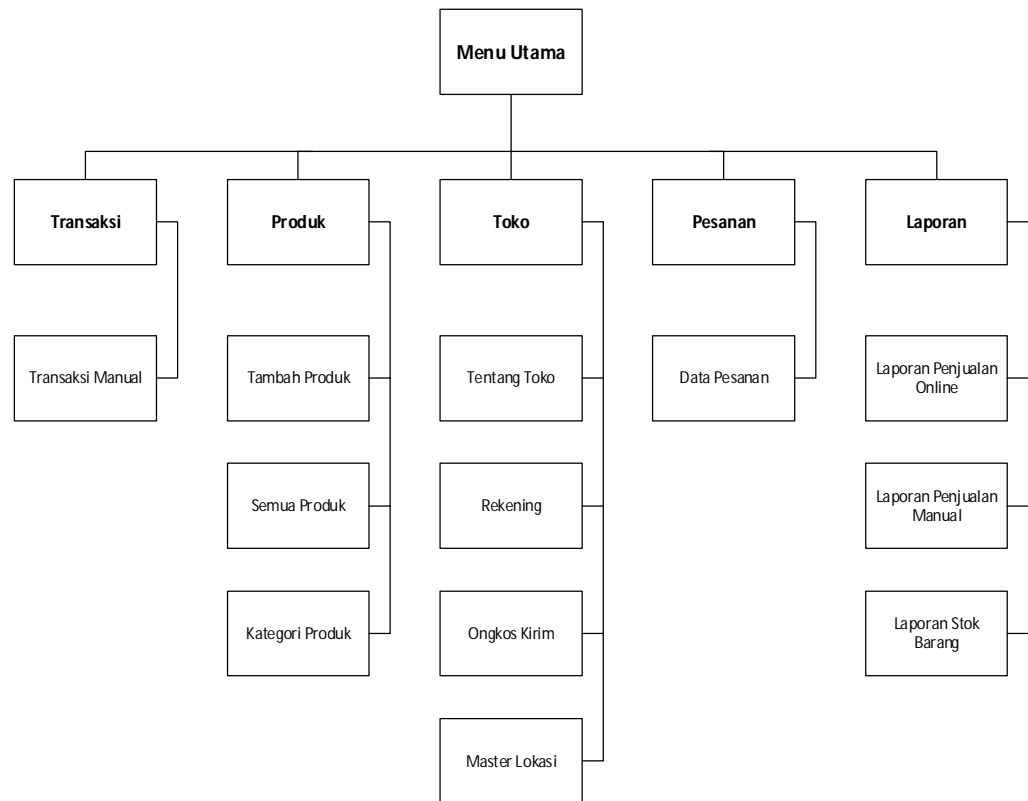 Menu Utama
Transaksi
Produk
Toko
Pesanan
Laporan
Transaksi Manual
Tambah Produk
Tentang Toko
Data Pesanan
Laporan Penjualan
Online
Semua Produk
Rekening
Laporan Penjualan
Manual
Kategori Produk
Ongkos Kirim
Laporan Stok
Barang
Master Lokasi